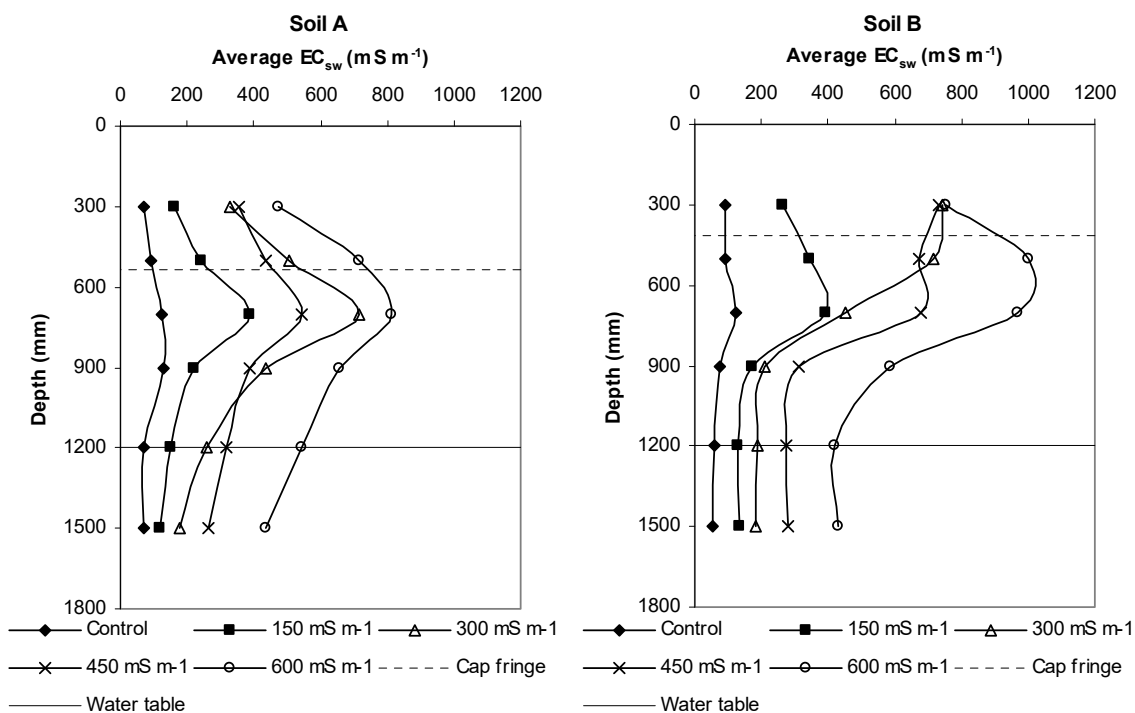 Soil A
Average ECsw (mS m-1)
0 200 400 600 800 1000 1200
0
300
600
900
1200
1500
1800
Depth (mm)
Control 150 mS m-1 300 mS m-1
450 mS m-1 600 mS m-1 Cap fringe
Water table
Soil B
Average ECsw (mS m-1)
0 200 400 600 800 1000 1200
0
300
600
900
1200
1500
1800
Depth (mm)
Control 150 mS m-1 300 mS m-1
450 mS m-1 600 mS m-1 Cap fringe
Water table